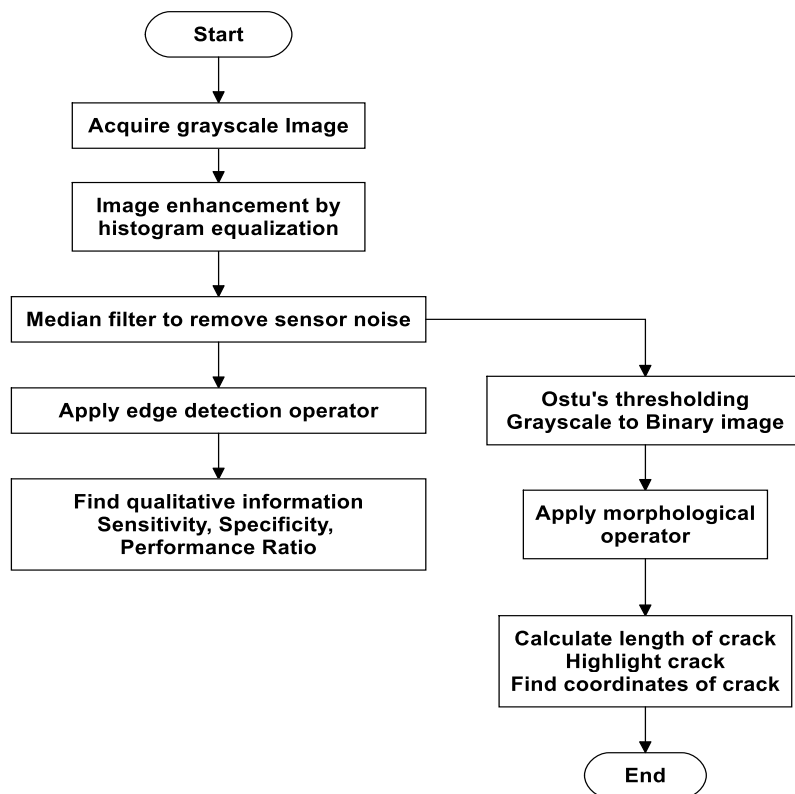 Start
Acquire grayscale Image
Image enhancement by
histogram equalization
Median filter to remove sensor noise
Apply edge detection operator
Find qualitative information
Sensitivity, Specificity,
Performance Ratio
Ostu's thresholding
Grayscale to Binary image
Apply morphological
operator
Calculate length of crack
Highlight crack
Find coordinates of crack
End